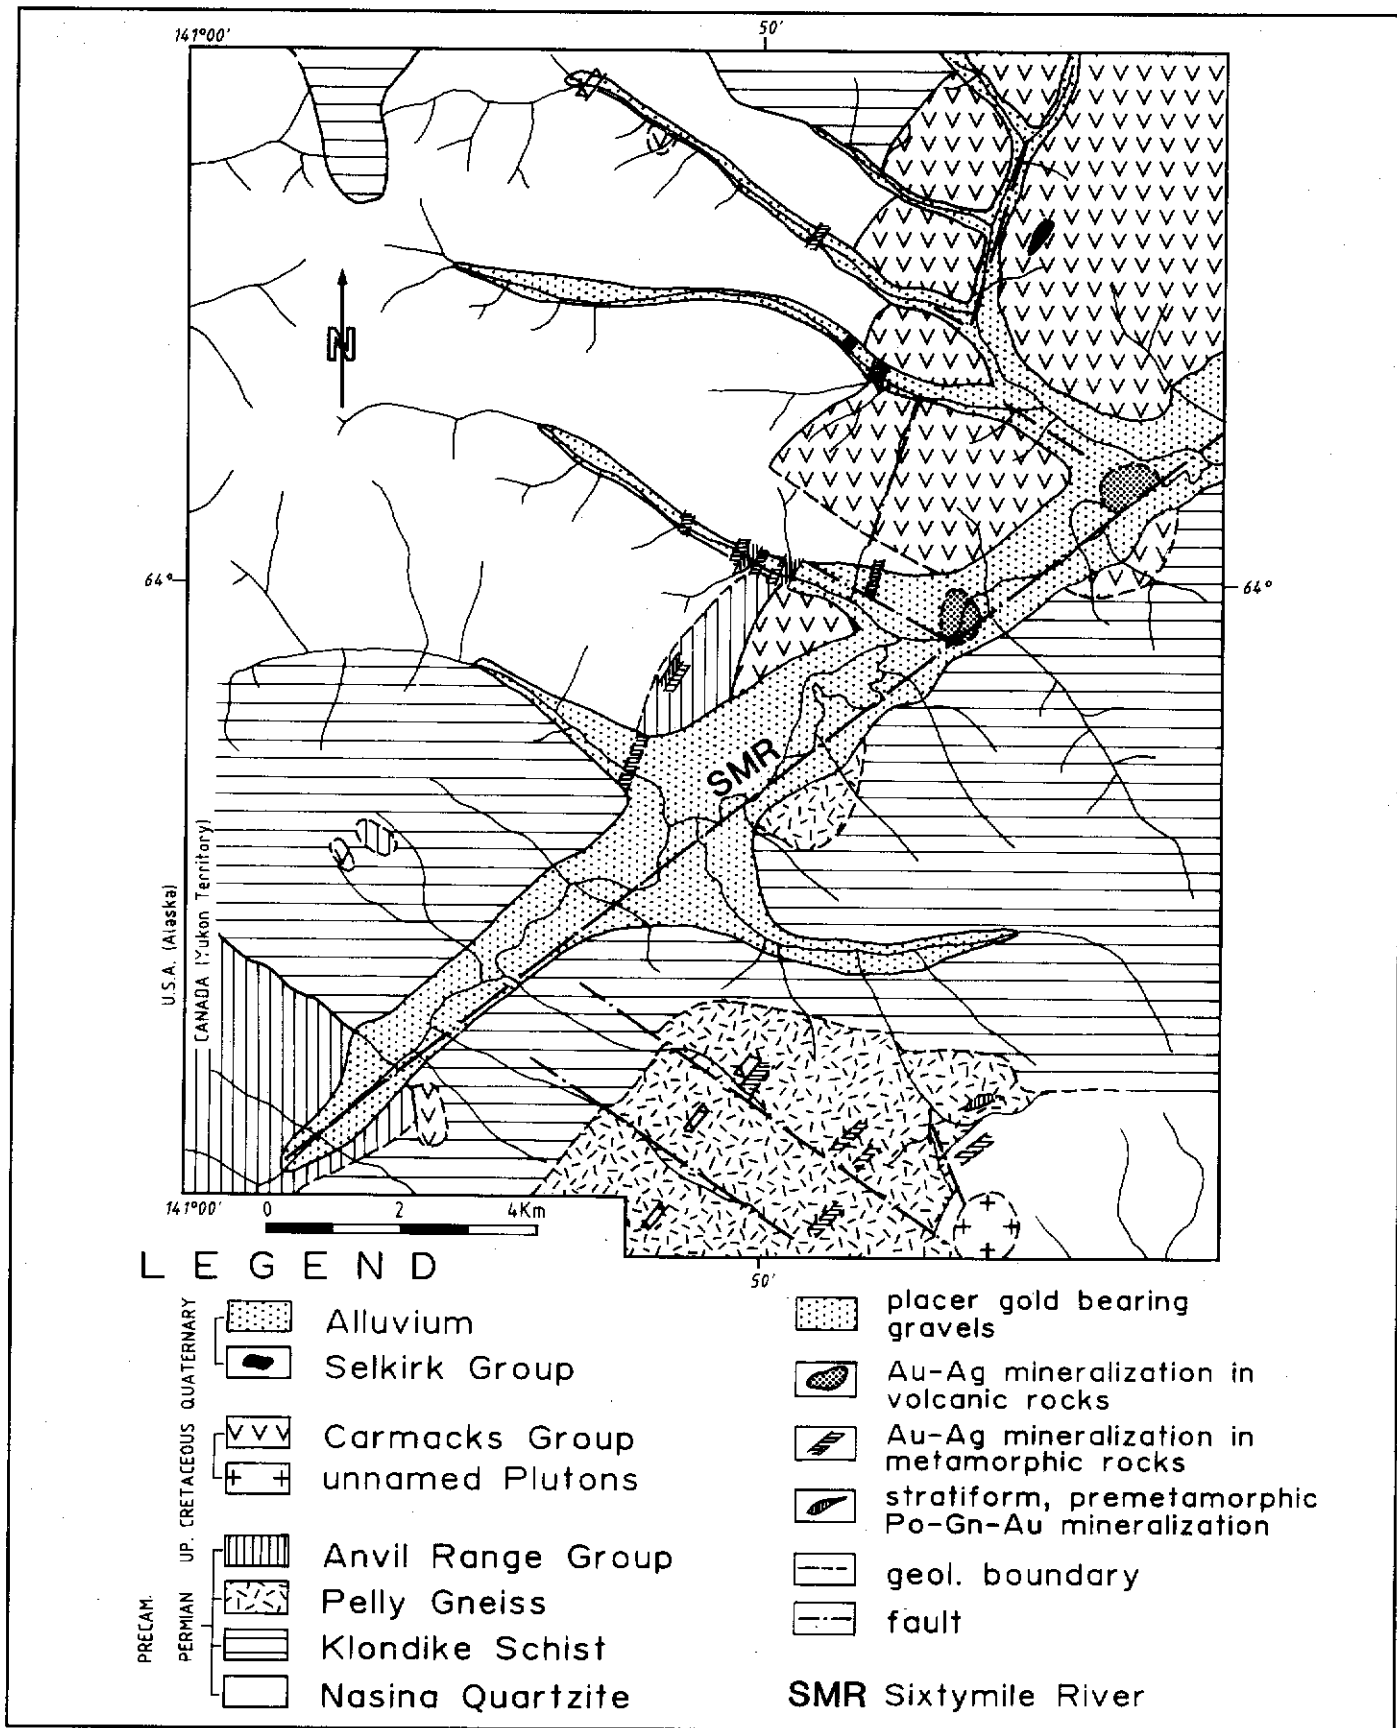 141°00'
50'
N
64°
64°
SMR
U.S.A. (Alaska)
CANADA (Yukon Territory)
141°00'
0 2 4Km
50'
LEGEND
QUATERNARY
UP. CRETACEOUS
PERMIAN
PRECAM.
Alluvium
Selkirk Group
Carmacks Group
unnamed Plutons
Anvil Range Group
Pelly Gneiss
Klondike Schist
Nasina Quartzite
placer gold bearing
gravels
Au-Ag mineralization in
volcanic rocks
Au-Ag mineralization in
metamorphic rocks
stratiform, premetamorphic
Po-Gn-Au mineralization
geol. boundary
fault
SMR Sixtymile River